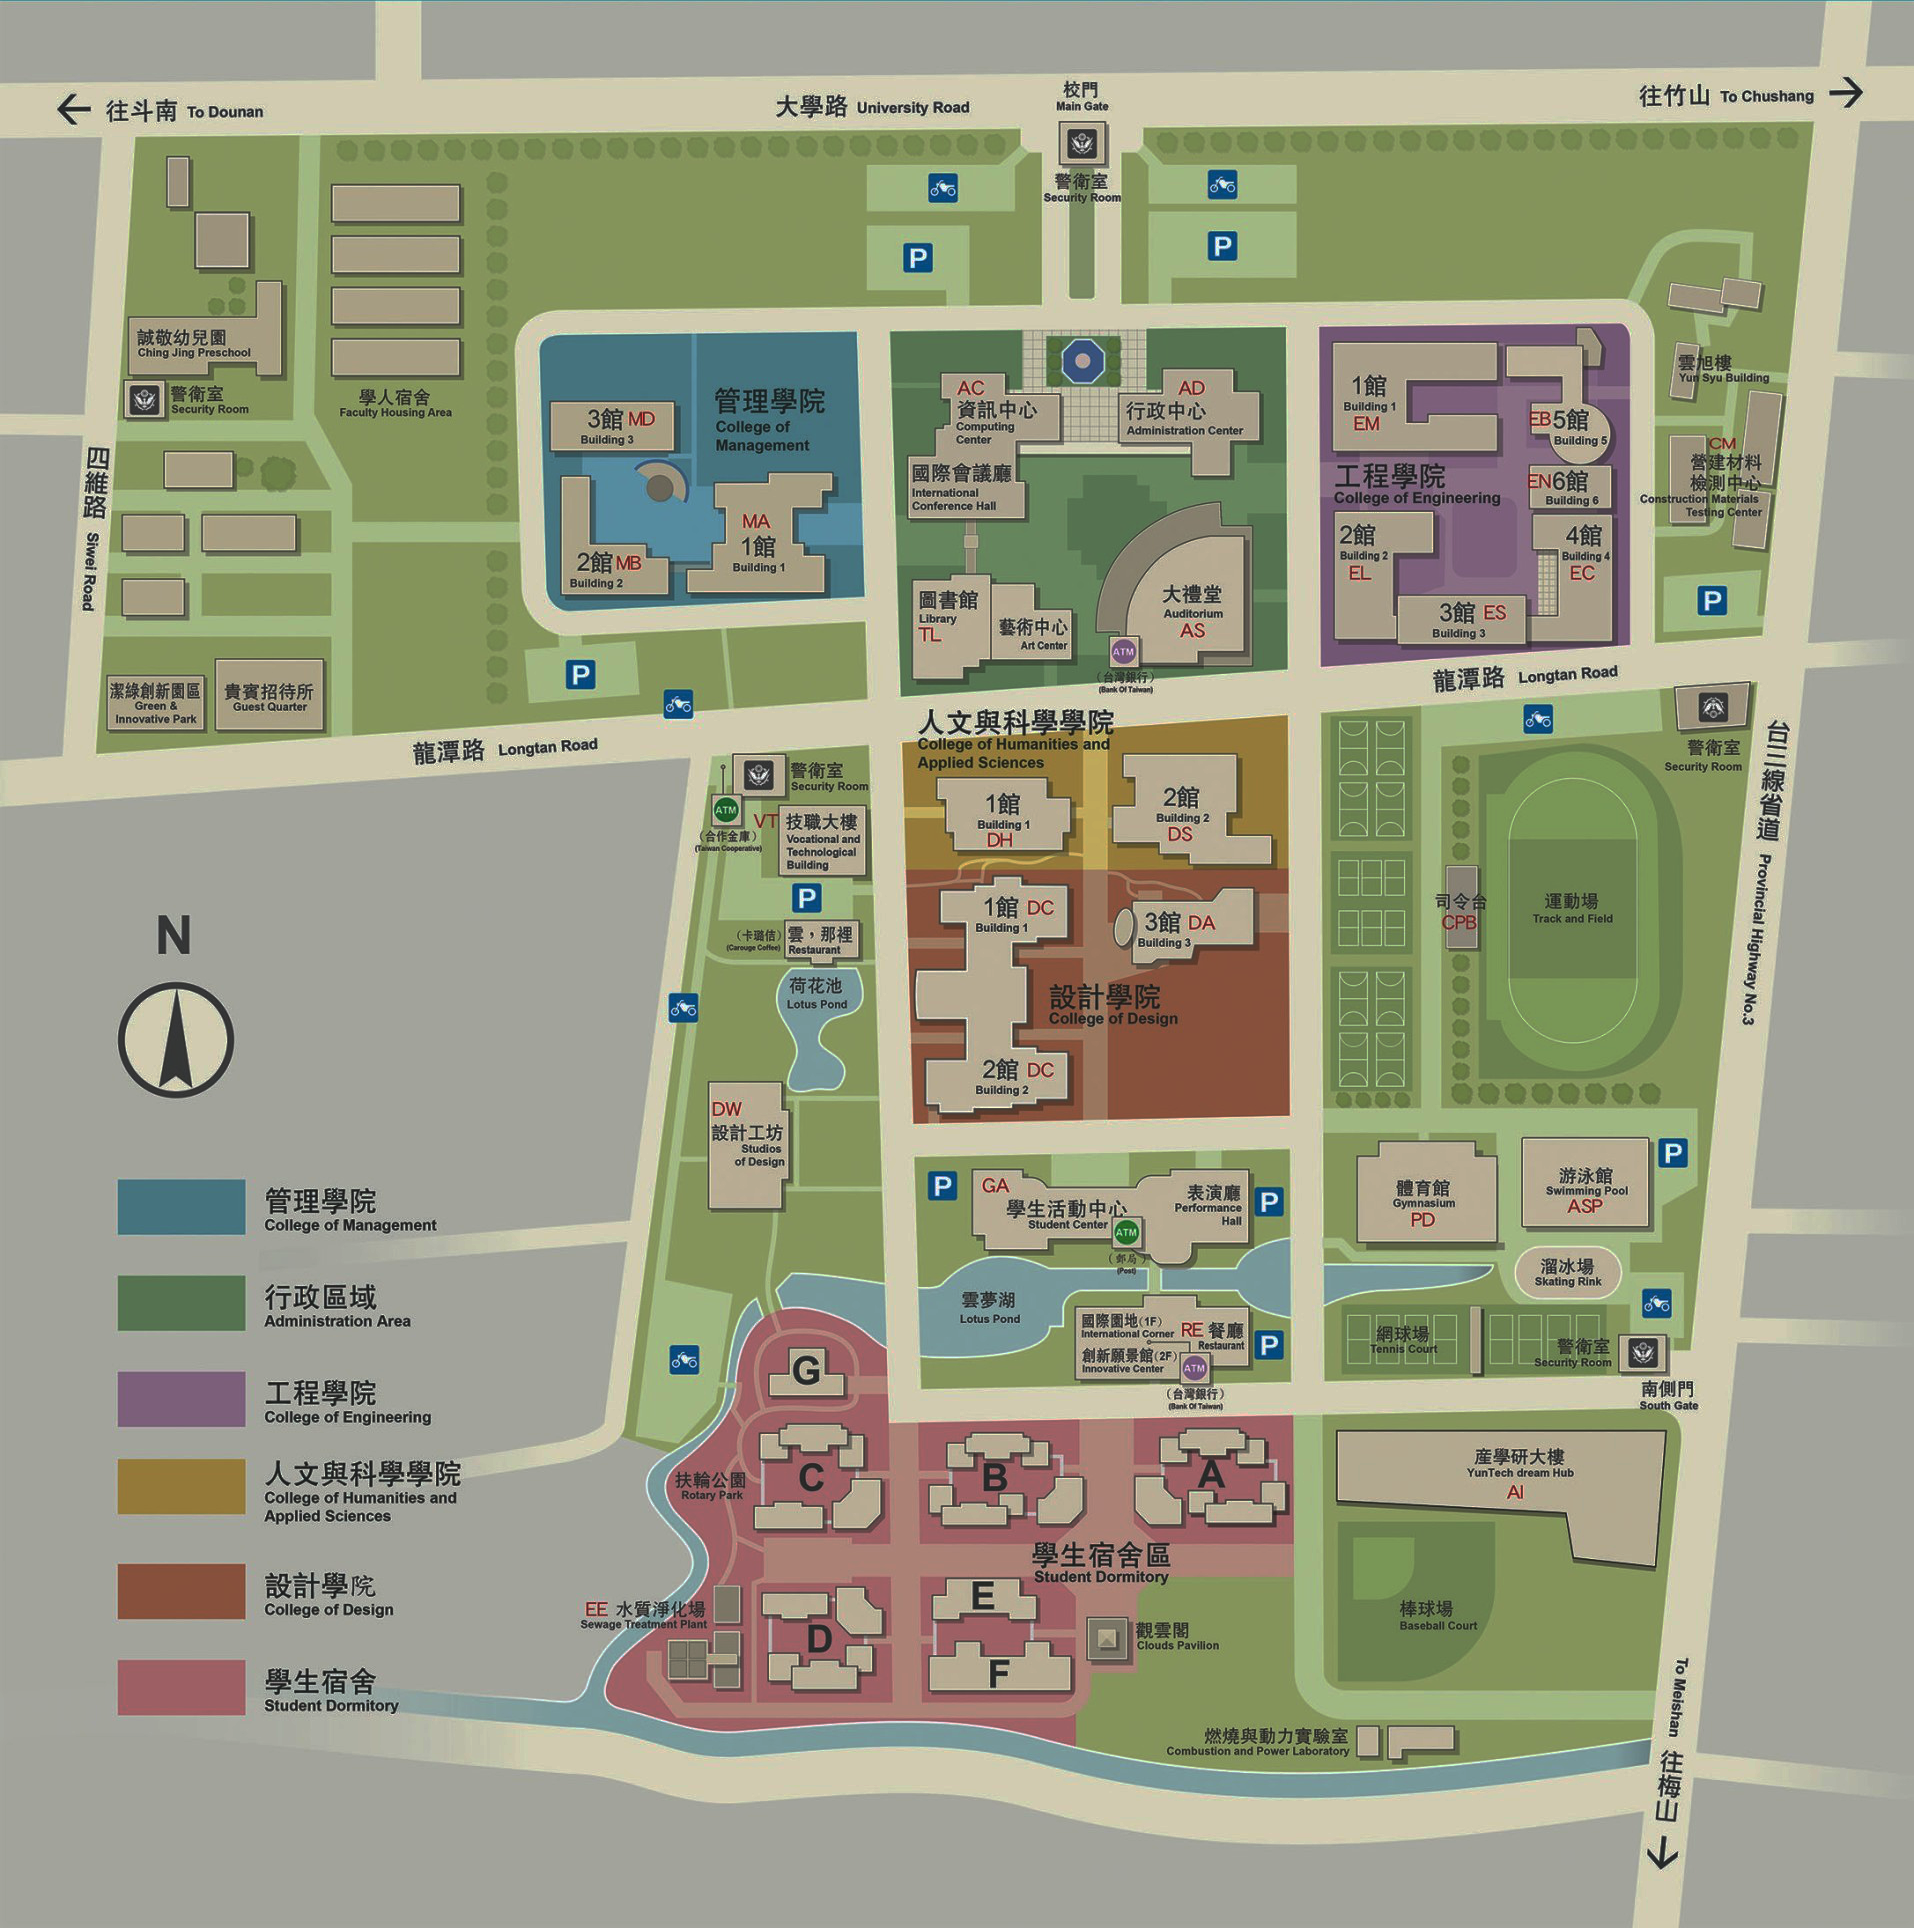 往斗南 To Dounan
大學路 University Road
校門
Main Gate
往竹山 To Chushang
警衛室
Security Room
P
P
誠敬幼兒園
Ching Jing Preschool
警衛室
Security Room
學人宿舍
Faculty Housing Area
四維路 Siwei Road
潔綠創新園區
Green &
Innovative Park
貴賓招待所
Guest Quarter
管理學院
College of
Management
3館 MD
Building 3
2館 MB
Building 2
MA
1館
Building 1
P
AC
資訊中心
Computing
Center
國際會議廳
International
Conference Hall
AD
行政中心
Administration Center
圖書館
Library
TL
藝術中心
Art Center
大禮堂
Auditorium
AS
ATM
（台灣銀行）
(Bank Of Taiwan)
1館
Building 1
EM
EB5館
Building 5
工程學院
College of Engineering
EN6館
Building 6
2館
Building 2
EL
4館
Building 4
EC
3館 ES
Building 3
雲旭樓
Yun Syu Building
CM
營建材料
檢測中心
Construction Materials
Testing Center
P
龍潭路 Longtan Road
龍潭路 Longtan Road
警衛室
Security Room
台三線省道 Provincial Highway No.3
警衛室
Security Room
ATM
（合作金庫）
(Taiwan Cooperative)
VT 技職大樓
Vocational and
Technological
Building
P
（卡璐佶）
(Carouge Coffee)
雲，那裡
Restaurant
荷花池
Lotus Pond
DW
設計工坊
Studios
of Design
人文與科學學院
College of Humanities and
Applied Sciences
1館
Building 1
DH
2館
Building 2
DS
1館 DC
Building 1
3館 DA
Building 3
設計學院
College of Design
2館 DC
Building 2
司令台
CPB
運動場
Track and Field
P
GA
學生活動中心
Student Center
表演廳
Performance
Hall
P
ATM
（郵局）
(Post)
雲夢湖
Lotus Pond
國際園地(1F)
International Corner
創新願景館(2F)
Innovative Center
RE 餐廳
Restaurant
P
ATM
（台灣銀行）
(Bank Of Taiwan)
體育館
Gymnasium
PD
游泳館
Swimming Pool
ASP
P
溜冰場
Skating Rink
網球場
Tennis Court
警衛室
Security Room
南側門
South Gate
G
C
B
A
扶輪公園
Rotary Park
學生宿舍區
Student Dormitory
EE 水質淨化場
Sewage Treatment Plant
D
E
F
觀雲閣
Clouds Pavilion
產學研大樓
YunTech dream Hub
AI
棒球場
Baseball Court
燃燒與動力實驗室
Combustion and Power Laboratory
To Meishan 往梅山
N
管理學院
College of Management
行政區域
Administration Area
工程學院
College of Engineering
人文與科學學院
College of Humanities and
Applied Sciences
設計學院
College of Design
學生宿舍
Student Dormitory